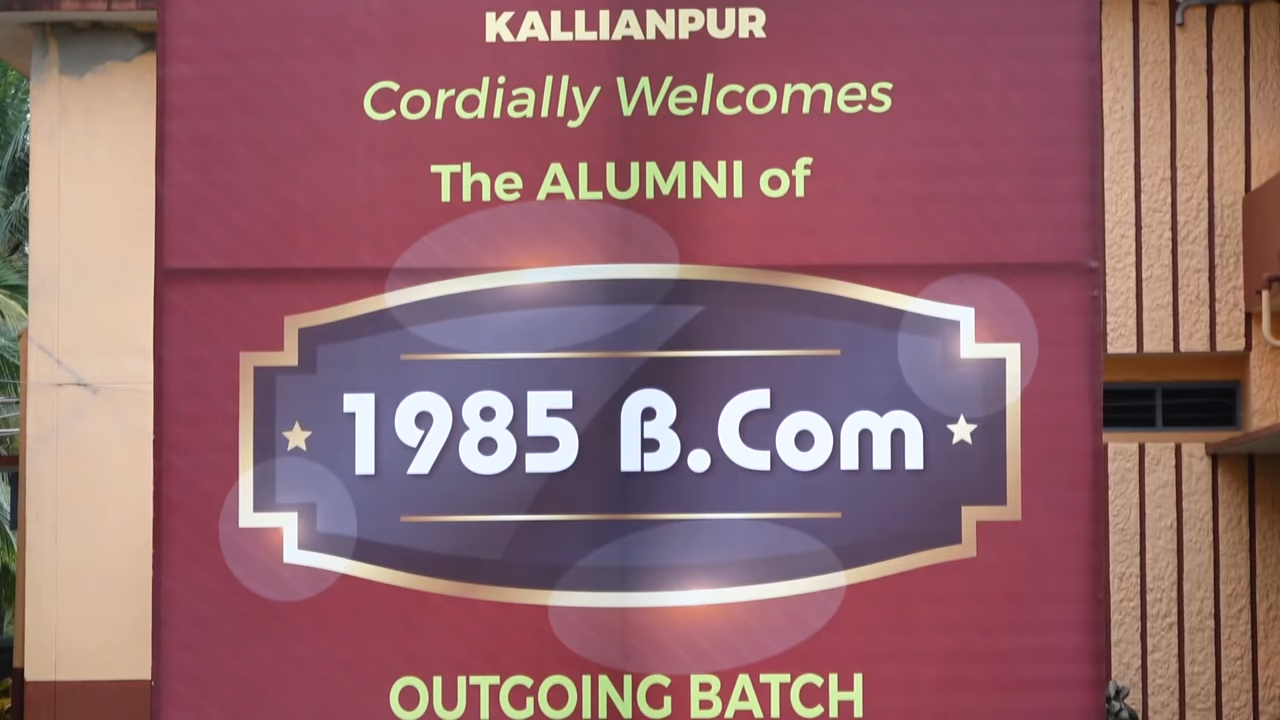 KALLIANPUR
Cordially Welcomes
The ALUMNI of
1985 B.Com
OUTGOING BATCH